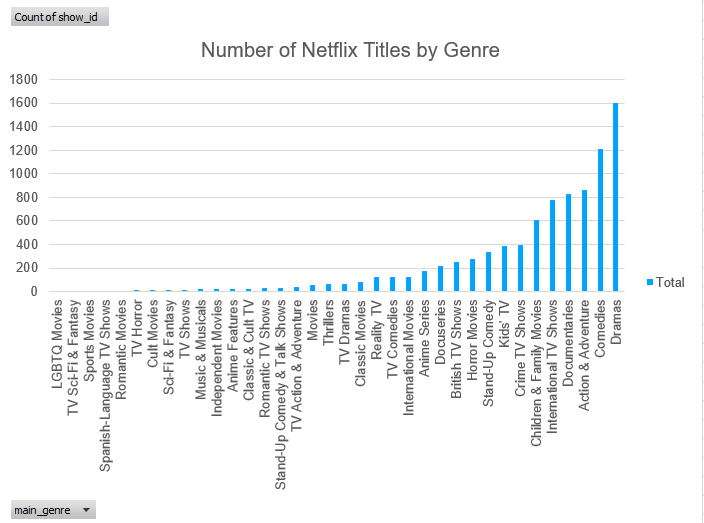 Count of show_id
Number of Netflix Titles by Genre
1800
1600
1400
1200
1000
800
600
400
200
0
LGBTQ Movies
TV Sci-Fi & Fantasy
Sports Movies
Spanish-Language TV Shows
Romantic Movies
TV Horror
Cult Movies
Sci-Fi & Fantasy
TV Shows
Music & Musicals
Independent Movies
Anime Features
Classic & Cult TV
Romantic TV Shows
Stand-Up Comedy & Talk Shows
TV Action & Adventure
Movies
Thrillers
TV Dramas
Classic Movies
Reality TV
TV Comedies
International Movies
Anime Series
Docuseries
British TV Shows
Horror Movies
Stand-Up Comedy
Kids' TV
Crime TV Shows
Children & Family Movies
International TV Shows
Documentaries
Action & Adventure
Comedies
Dramas
Total
main_genre